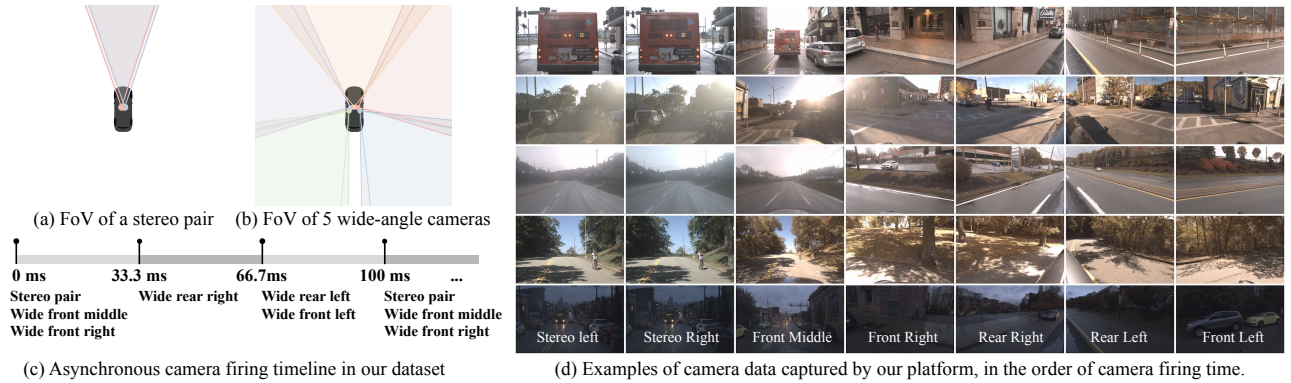 (a) FoV of a stereo pair
(b) FoV of 5 wide-angle cameras
0 ms
33.3 ms
66.7ms
100 ms
...
Stereo pair
Wide front middle
Wide front right
Wide rear right
Wide rear left
Wide front left
Stereo pair
Wide front middle
Wide front right
(c) Asynchronous camera firing timeline in our dataset
Stereo left
Stereo Right
Front Middle
Front Right
Rear Right
Rear Left
Front Left
(d) Examples of camera data captured by our platform, in the order of camera firing time.